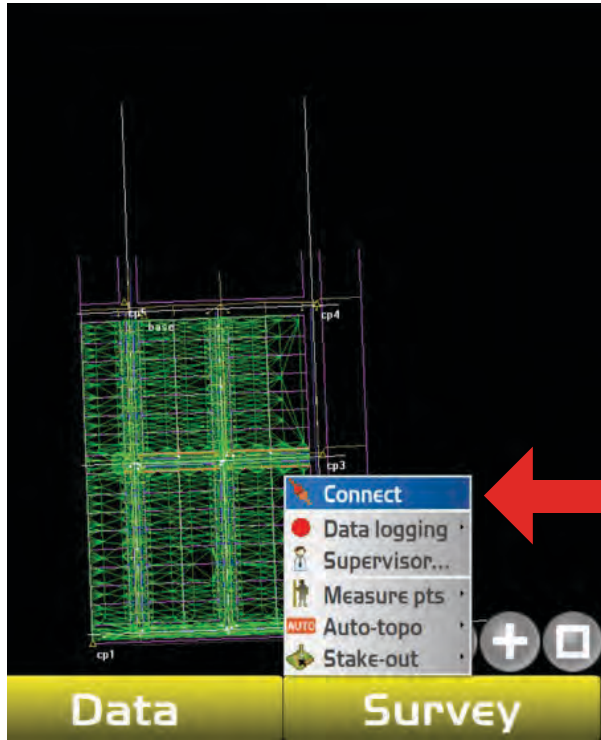 cp5
base
cp4
cp3
Connect
Data logging
Supervisor...
Measure pts
AUTO Auto-topo
Stake-out
cp1
Data
Survey